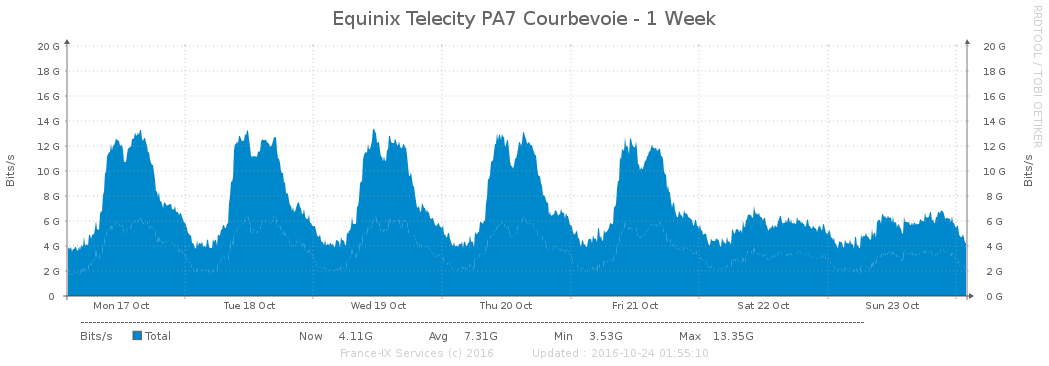 Equinix Telecity PA7 Courbevoie - 1 Week
RRDTOOL / TOBI OETIKER
Bits/s
Bits/s
20 G 20 G
18 G 18 G
16 G 16 G
14 G 14 G
12 G 12 G
10 G 10 G
8 G 8 G
6 G 6 G
4 G 4 G
2 G 2 G
0 0 G
Mon 17 Oct Tue 18 Oct Wed 19 Oct Thu 20 Oct Fri 21 Oct Sat 22 Oct Sun 23 Oct
Bits/s Total Now 4.11G Avg 7.31G Min 3.53G Max 13.35G
France-IX Services (c) 2016 Updated : 2016-10-24 01:55:10